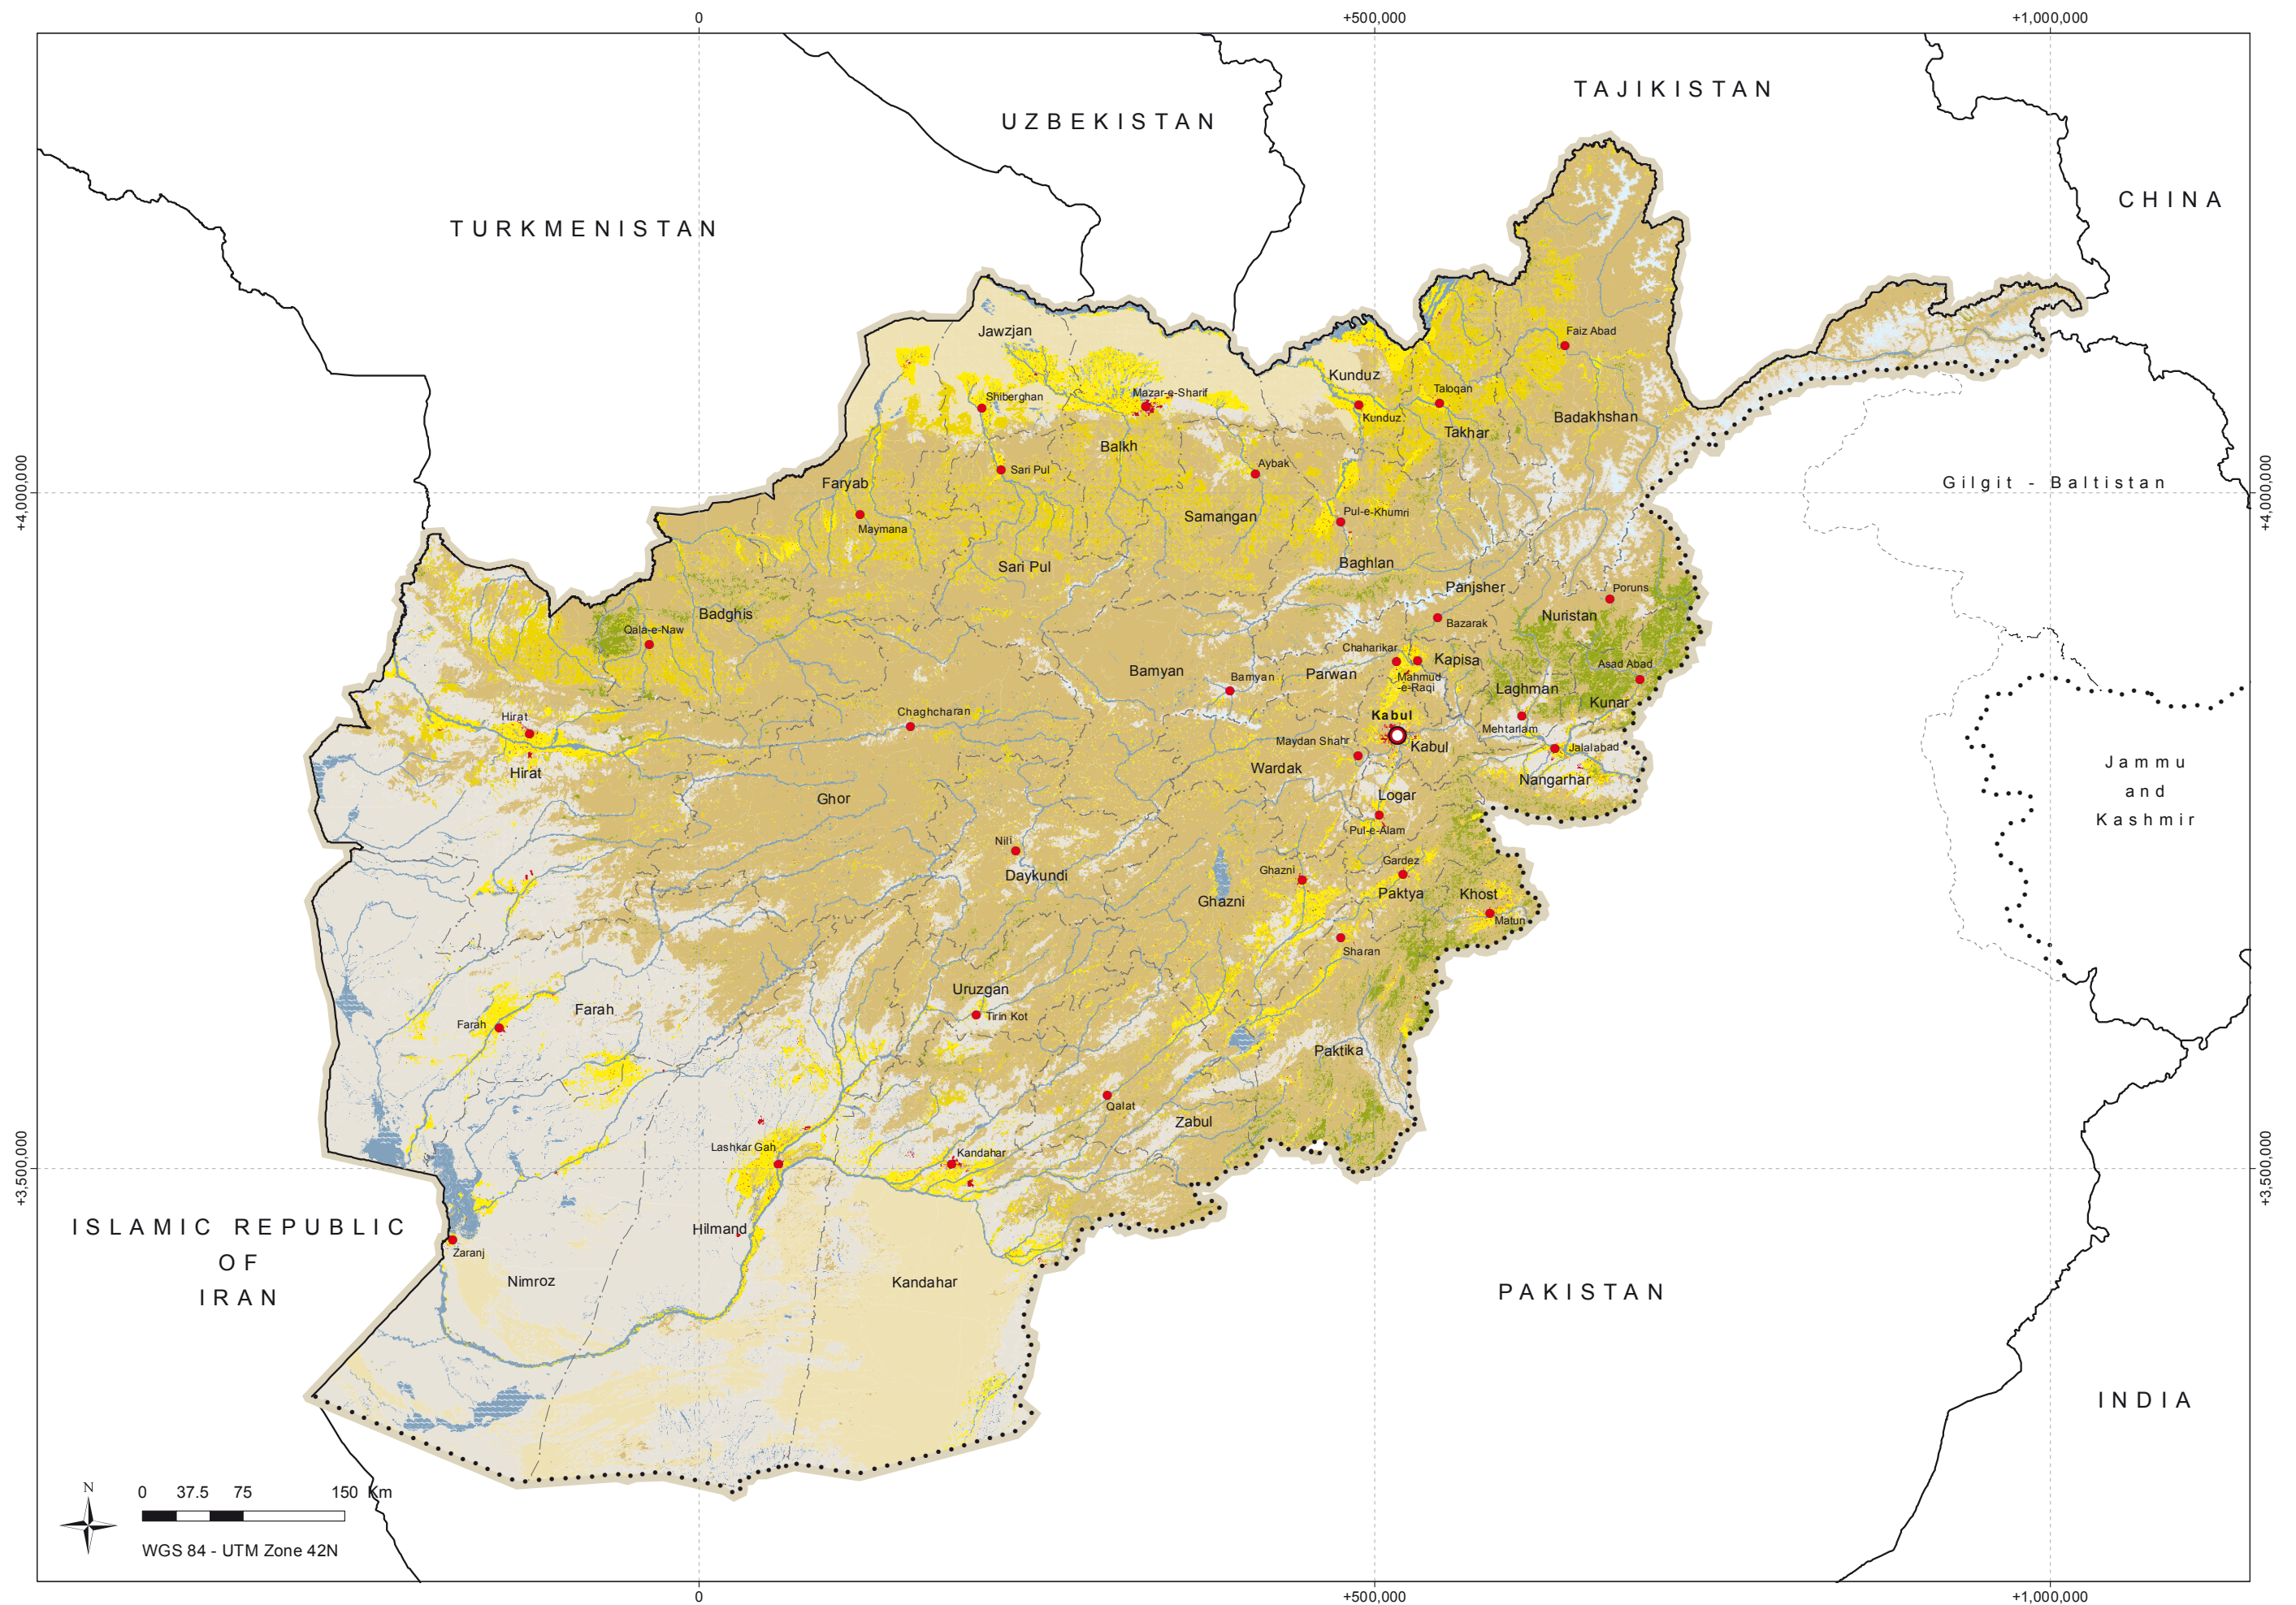 0
+500,000
+1,000,000
TAJIKISTAN
UZBEKISTAN
CHINA
TURKMENISTAN
Jawzjan
Faiz Abad
Kunduz
Taloqan
Mazar-e-Sharif
Shiberghan
Kunduz
Badakhshan
Takhar
Balkh
Aybak
Sari Pul
+4,000,000
Faryab
Gilgit - Baltistan
+4,000,000
Pul-e-Khumri
Samangan
Maymana
Baghlan
Sari Pul
Panjsher
Poruns
Badghis
Nuristan
Bazarak
Qala-e-Naw
Chaharikar
Kapisa
Asad Abad
Bamyan
Parwan
Bamyan
Mahmud
-e-Raqi
Laghman
Kunar
Chaghcharan
Kabul
Hirat
Mehtarlam
Maydan Shahr
Kabul
Jalalabad
Jammu
and
Kashmir
Wardak
Hirat
Nangarhar
Logar
Ghor
Pul-e-Alam
Nili
Gardez
Ghazni
Daykundi
Paktya
Khost
Ghazni
Matun
Sharan
Uruzgan
Farah
Tirin Kot
Farah
Paktika
Qalat
Zabul
Lashkar Gah
Kandahar
+3,500,000
+3,500,000
ISLAMIC REPUBLIC
OF
IRAN
Hilmand
Zaranj
Nimroz
Kandahar
PAKISTAN
INDIA
N
0 37.5 75 150 Km
WGS 84 - UTM Zone 42N
0
+500,000
+1,000,000